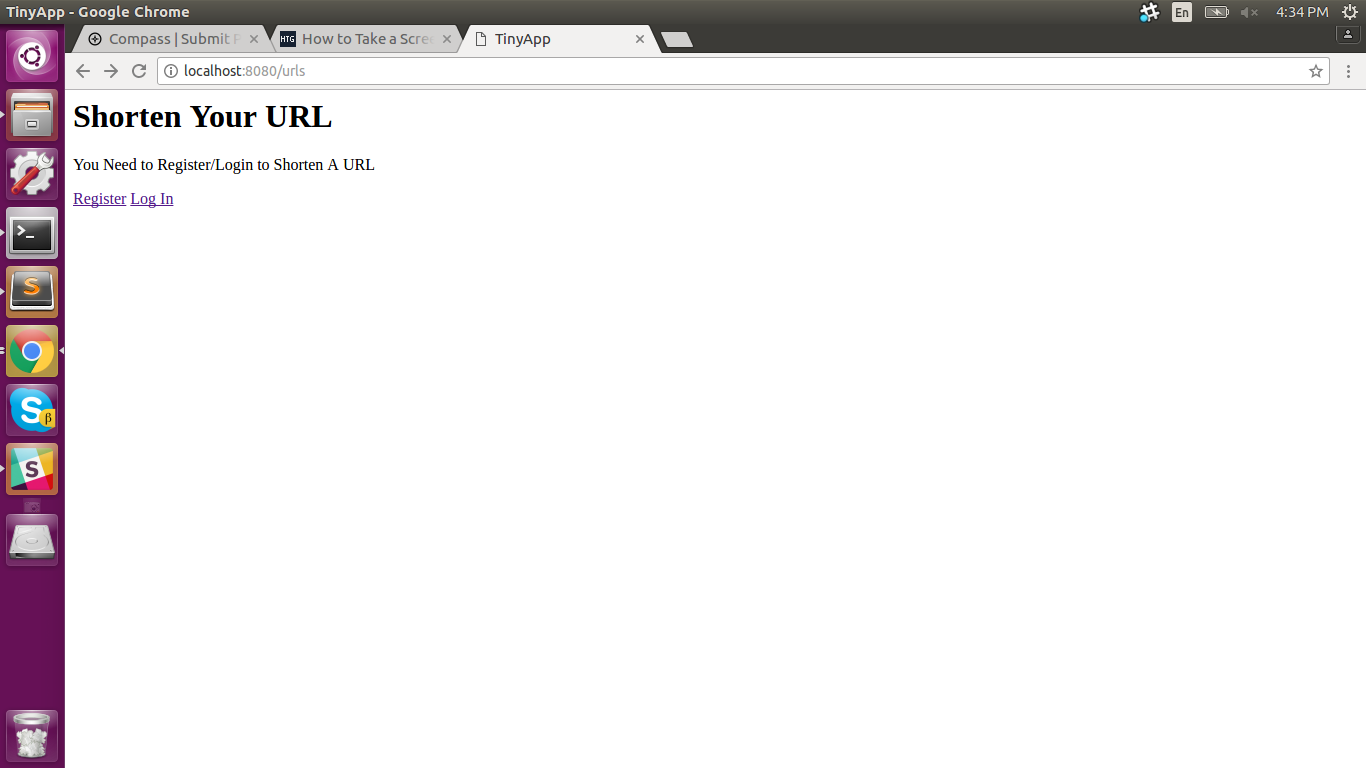 TinyApp - Google Chrome
En
4:34 PM
Compass | Submit P
HTG How to Take a Scre
TinyApp
localhost:8080/urls
Shorten Your URL
You Need to Register/Login to Shorten A URL
Register Log In
>_
S
S β
S